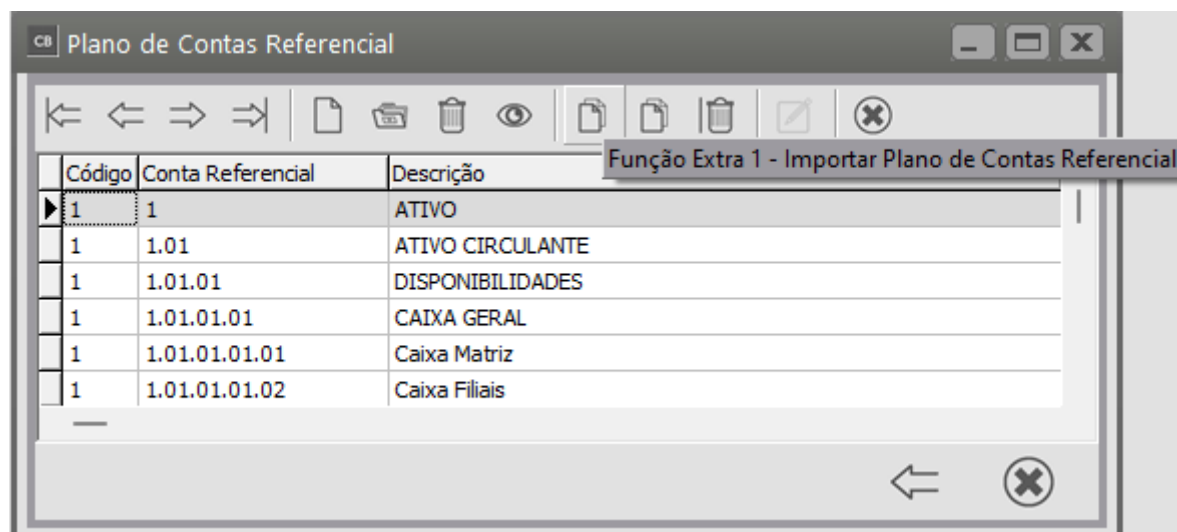 CB Plano de Contas Referencial
Função Extra 1 - Importar Plano de Contas Referencial
Código Conta Referencial Descrição
1 1 ATIVO
1 1.01 ATIVO CIRCULANTE
1 1.01.01 DISPONIBILIDADES
1 1.01.01.01 CAIXA GERAL
1 1.01.01.01.01 Caixa Matriz
1 1.01.01.01.02 Caixa Filiais